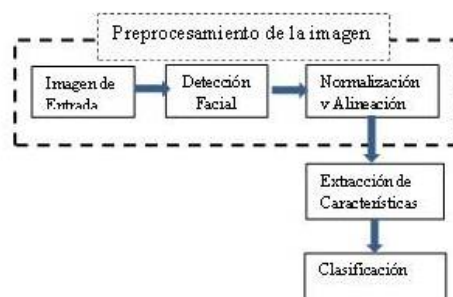 Preprocesamiento de la imagen
Imagen de
Entrada
Detección
Facial
Normalización
y Alineación
Extracción de
Características
Clasificación